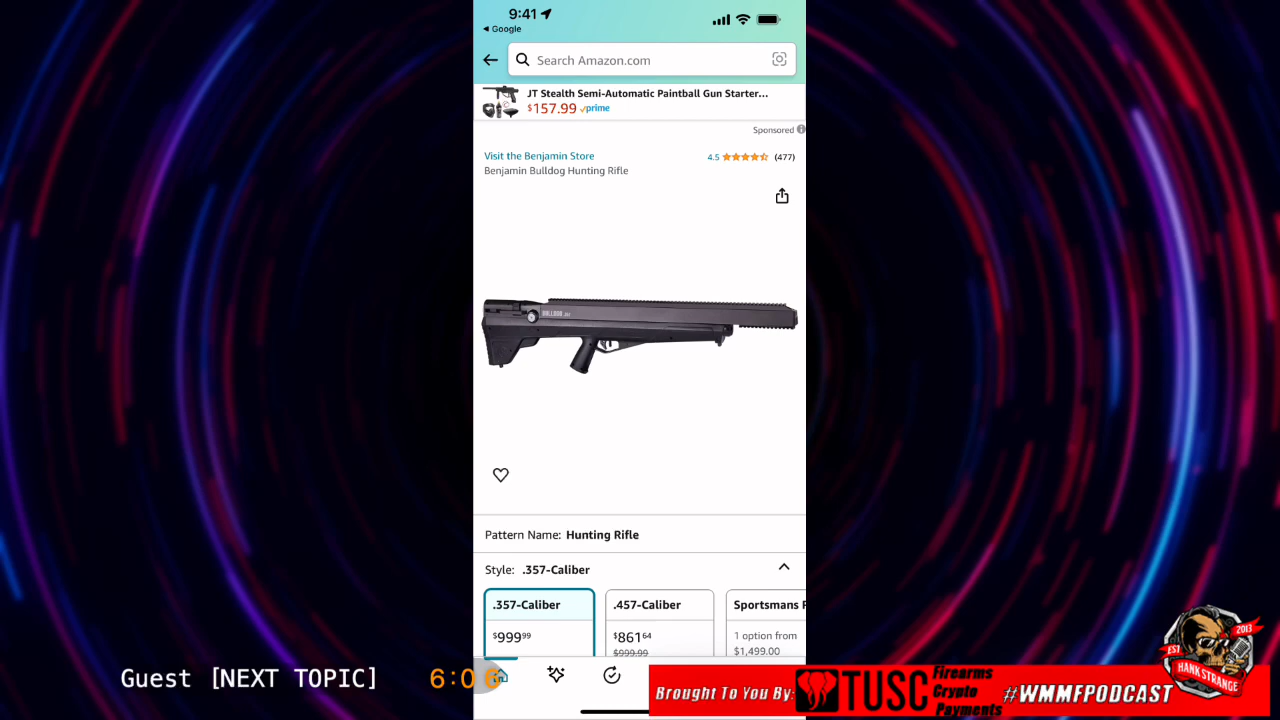 9:41
Google
Search Amazon.com
JT Stealth Semi-Automatic Paintball Gun Starter...
$157.99 prime
Sponsored
Visit the Benjamin Store
4.5 (477)
Benjamin Bulldog Hunting Rifle
BULLDOG .357
Pattern Name: Hunting Rifle
Style: .357-Caliber
.357-Caliber
$999.99
.457-Caliber
$861.64
$999.99
Sportsmans
1 option from
$1,499.00
Guest [NEXT TOPIC]
Brought To You By:
TUSC
Firearms
Crypto
Payments
#WMMFPODCAST
EST
2013
HANK STRANGE